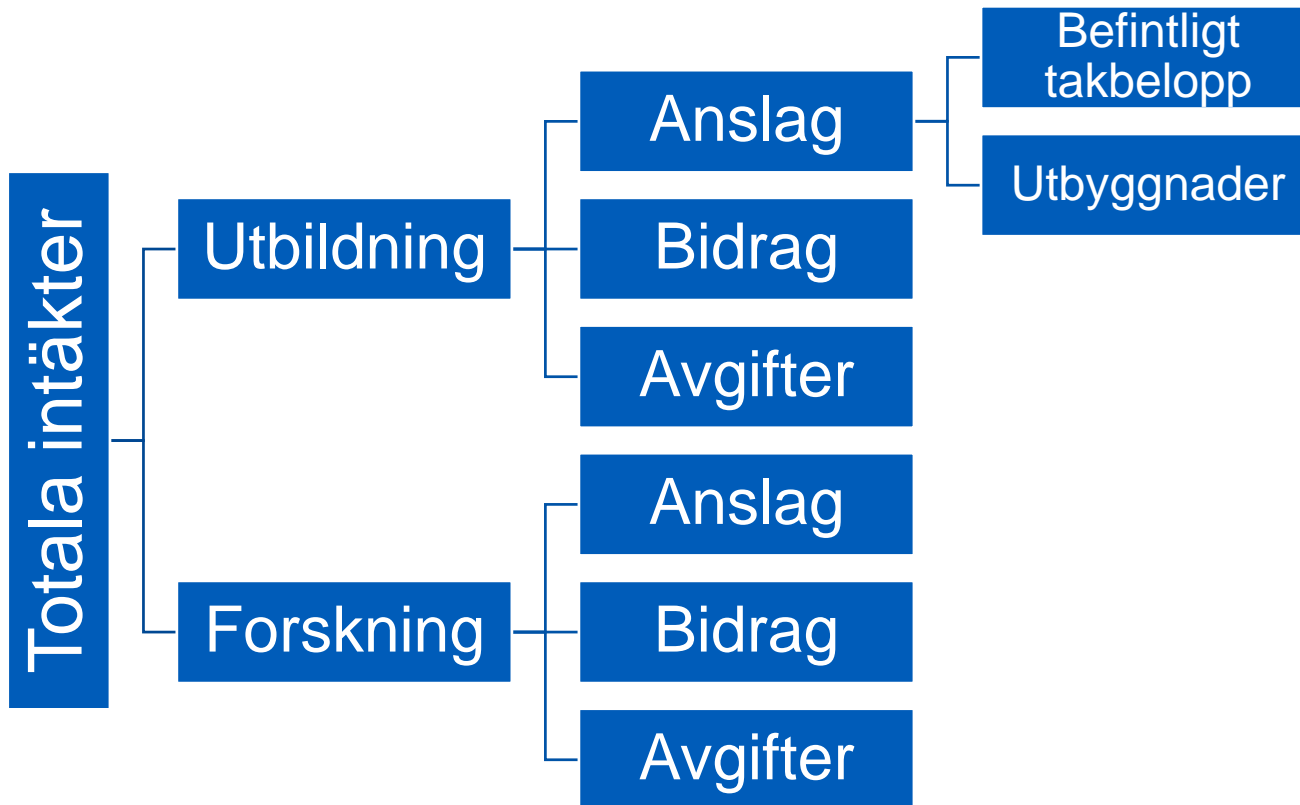 Totala intäkter
Utbildning
Anslag
Befintligt
takbelopp
Utbyggnader
Bidrag
Avgifter
Forskning
Anslag
Bidrag
Avgifter